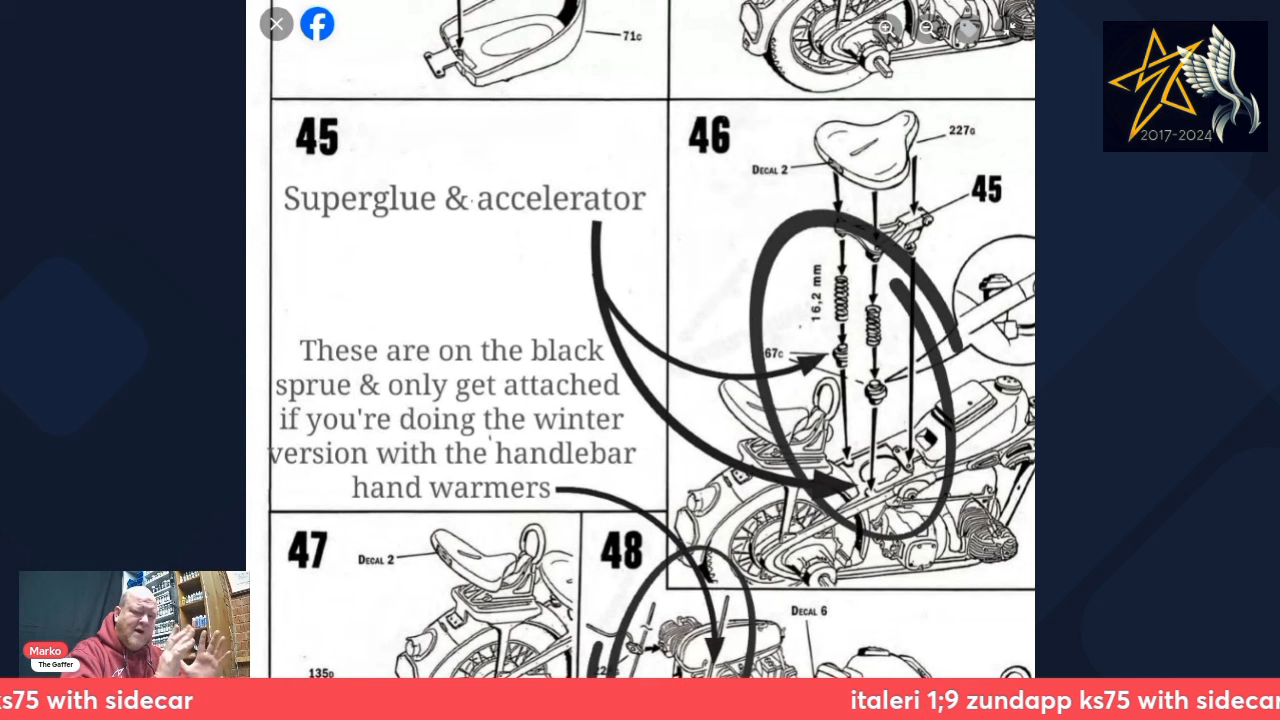 71c
2017-2024
45
46
227G
DECAL 2
45
Superglue & accelerator
16,2 mm
67c
These are on the black
sprue & only get attached
if you're doing the winter
version with the handlebar
hand warmers
47
DECAL 2
48
DECAL 6
135D
Marko
The Gaffer
ks75 with sidecar
italeri 1;9 zundapp ks75 with sidecar